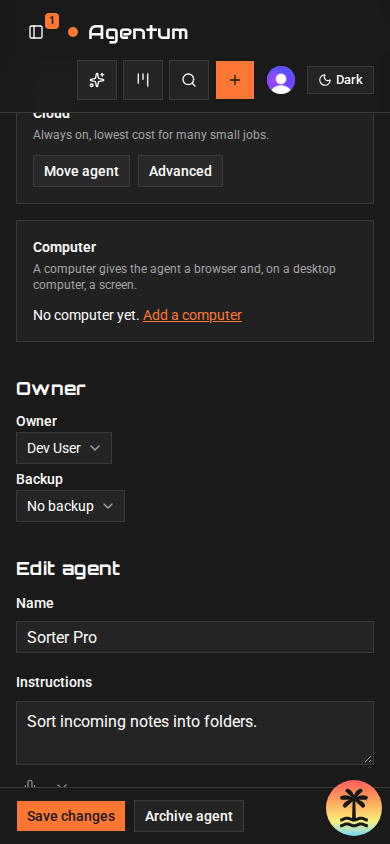 1
Agentum
Dark
Cloud
Always on, lowest cost for many small jobs.
Move agent
Advanced
Computer
A computer gives the agent a browser and, on a desktop
computer, a screen.
No computer yet. Add a computer
Owner
Owner
Dev User
Backup
No backup
Edit agent
Name
Sorter Pro
Instructions
Sort incoming notes into folders.
Save changes
Archive agent